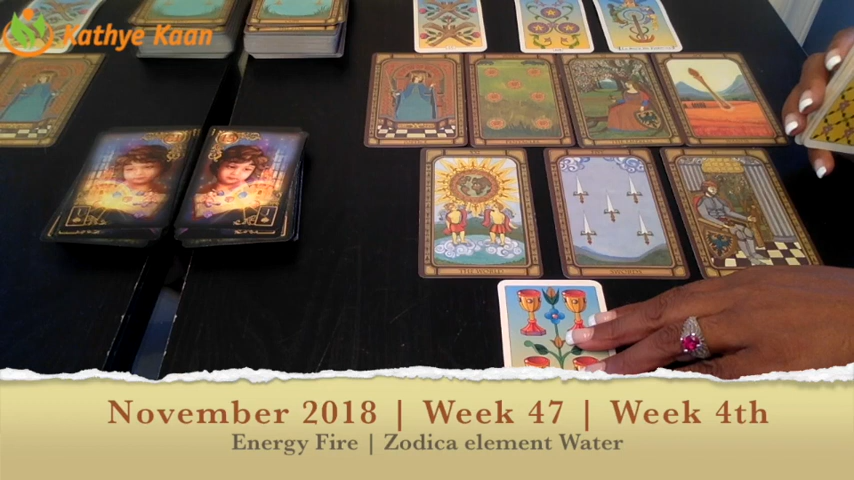 Kathye Kaan
THE WORLD
November 2018 | Week 47 | Week 4th
Energy Fire | Zodica element Water